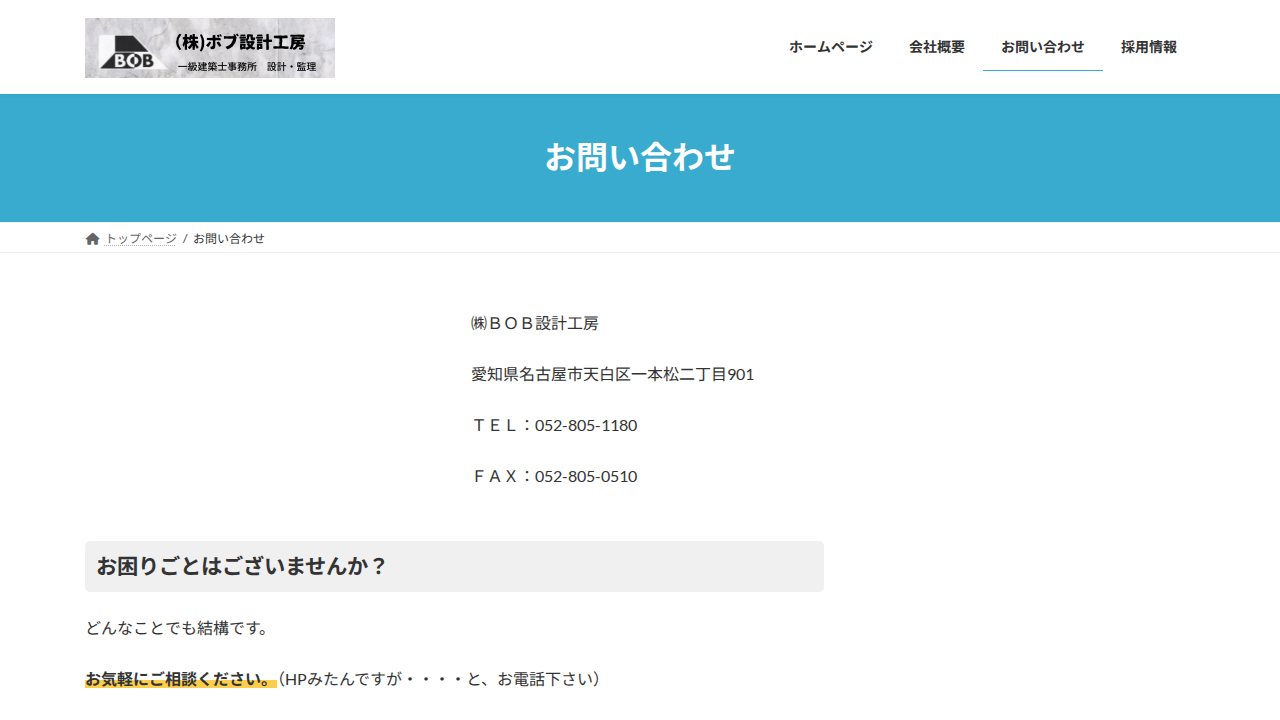 BOB
(株)ボブ設計工房
一級建築士事務所　設計・監理
ホームページ
会社概要
お問い合わせ
採用情報
お問い合わせ
トップページ / お問い合わせ
㈱ＢＯＢ設計工房
愛知県名古屋市天白区一本松二丁目901
ＴＥＬ：052-805-1180
ＦＡＸ：052-805-0510
お困りごとはございませんか？
どんなことでも結構です。
お気軽にご相談ください。（HPみたんですが・・・・と、お電話下さい）